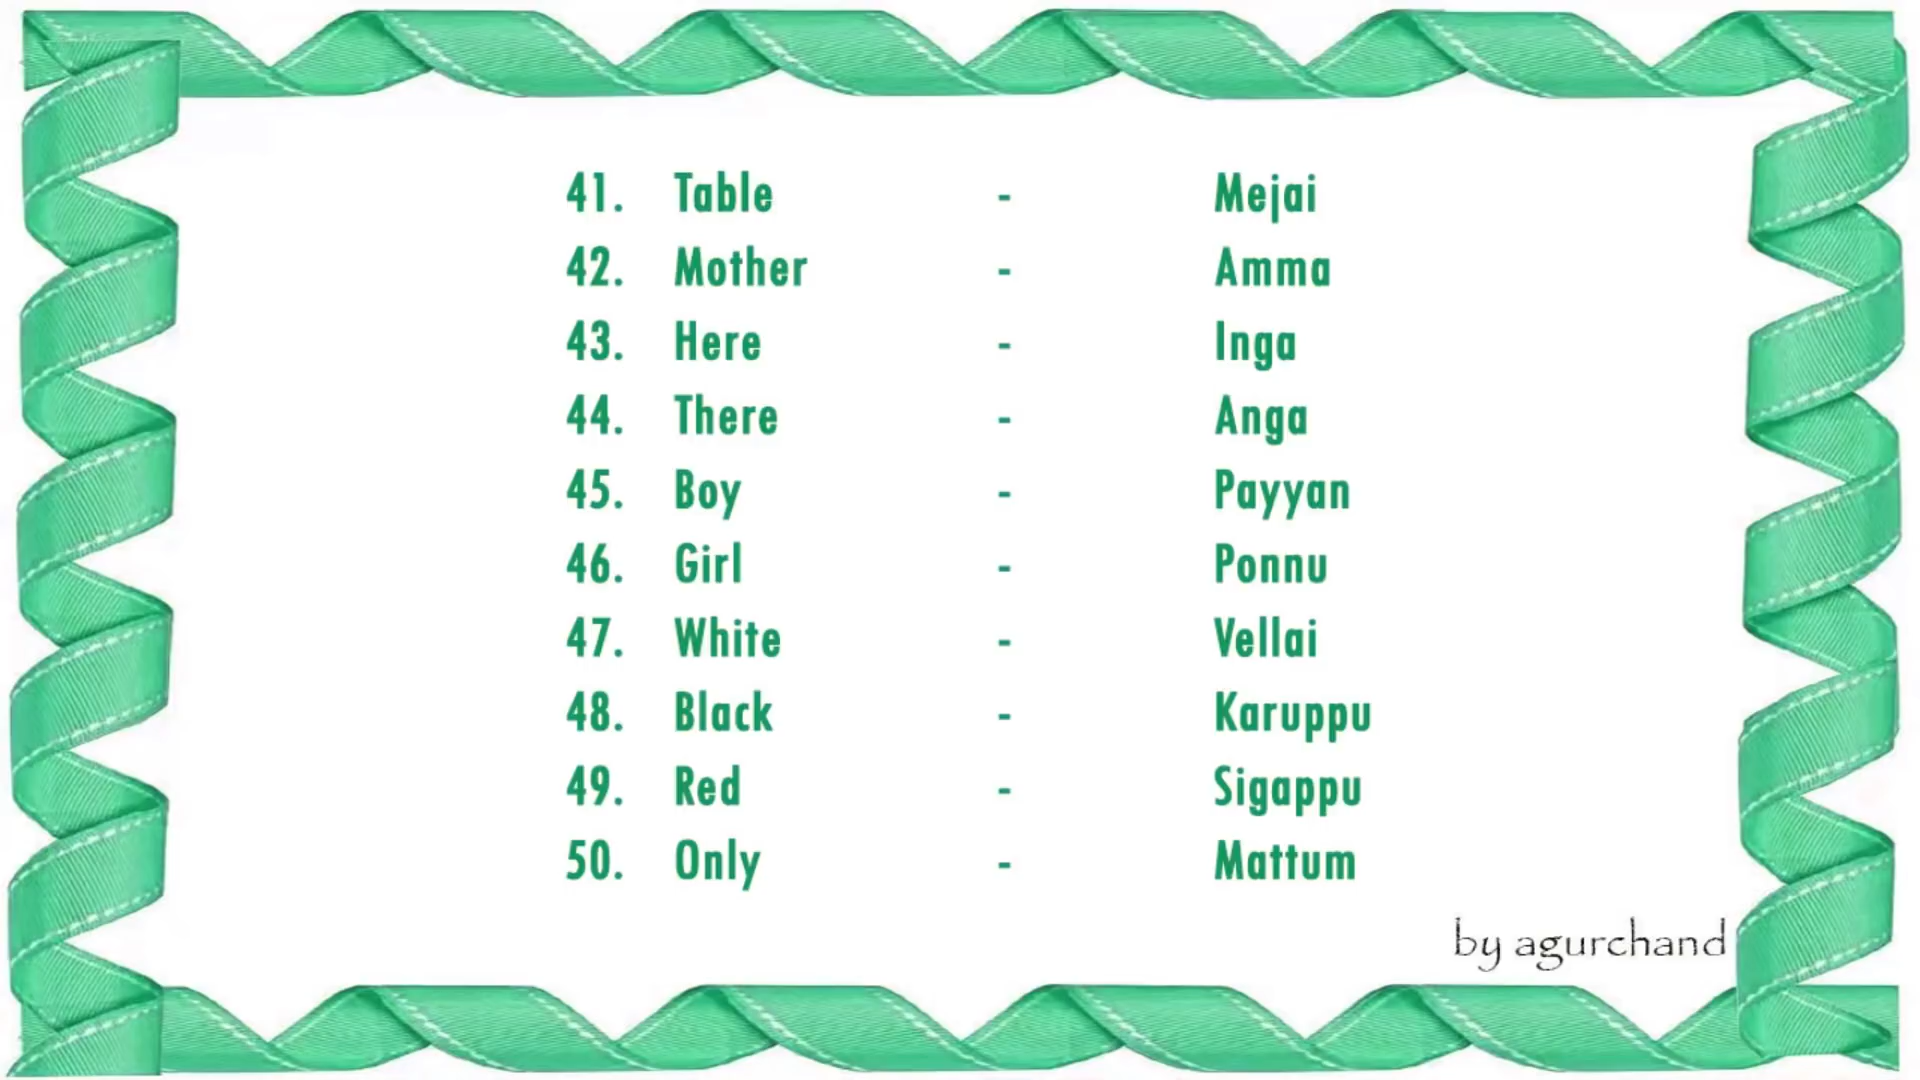 41. Table - Mejai
42. Mother - Amma
43. Here - Inga
44. There - Anga
45. Boy - Payyan
46. Girl - Ponnu
47. White - Vellai
48. Black - Karuppu
49. Red - Sigappu
50. Only - Mattum
by agurchand